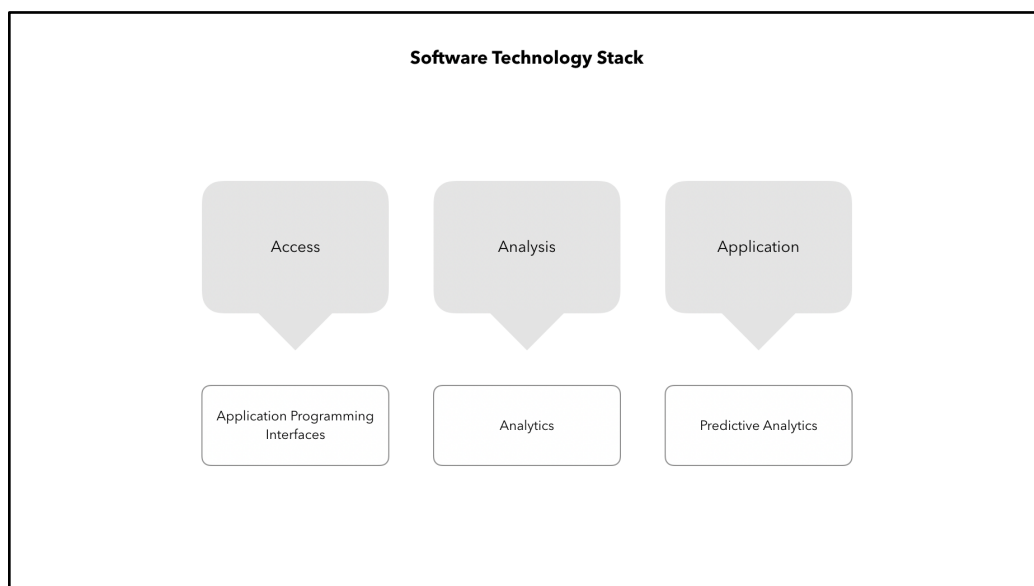 Software Technology Stack
Access
Analysis
Application
Application Programming
Interfaces
Analytics
Predictive Analytics